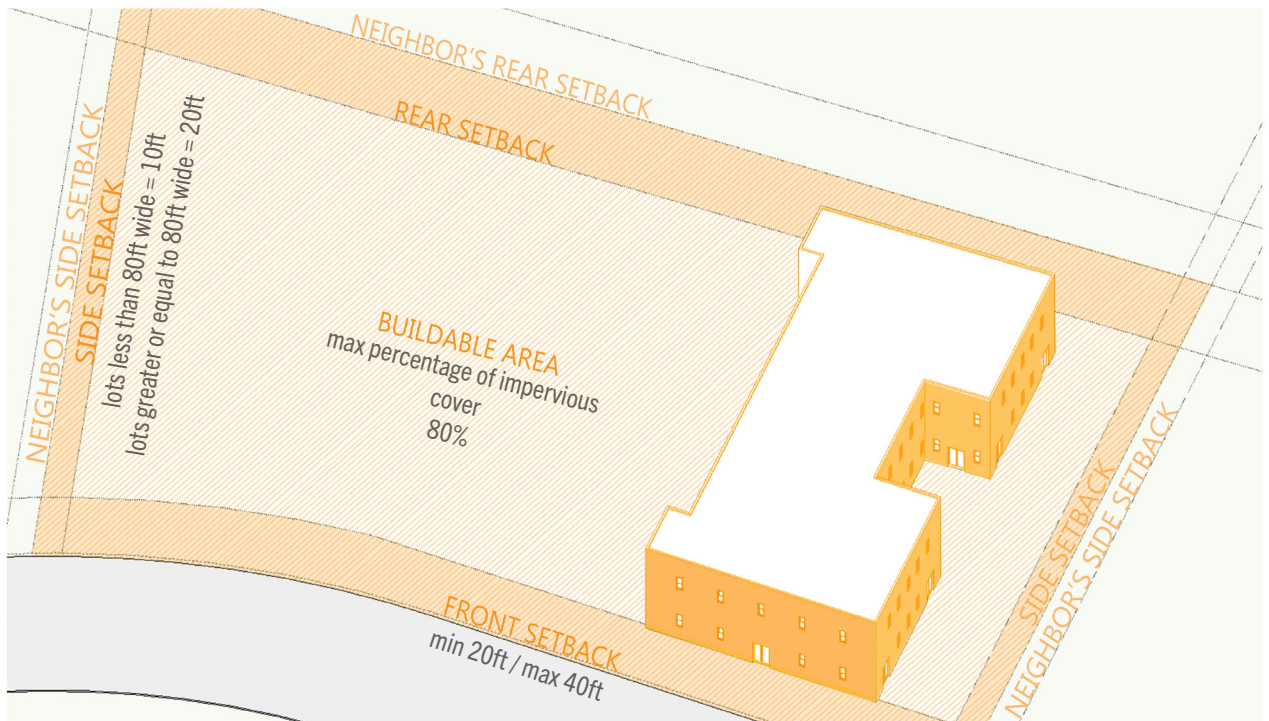 NEIGHBOR'S REAR SETBACK
REAR SETBACK
NEIGHBOR'S SIDE SETBACK
SIDE SETBACK
lots less than 80ft wide = 10ft
lots greater or equal to 80ft wide = 20ft
BUILDABLE AREA
max percentage of impervious
cover
80%
FRONT SETBACK
min 20ft / max 40ft
SIDE SETBACK
NEIGHBOR'S SIDE SETBACK